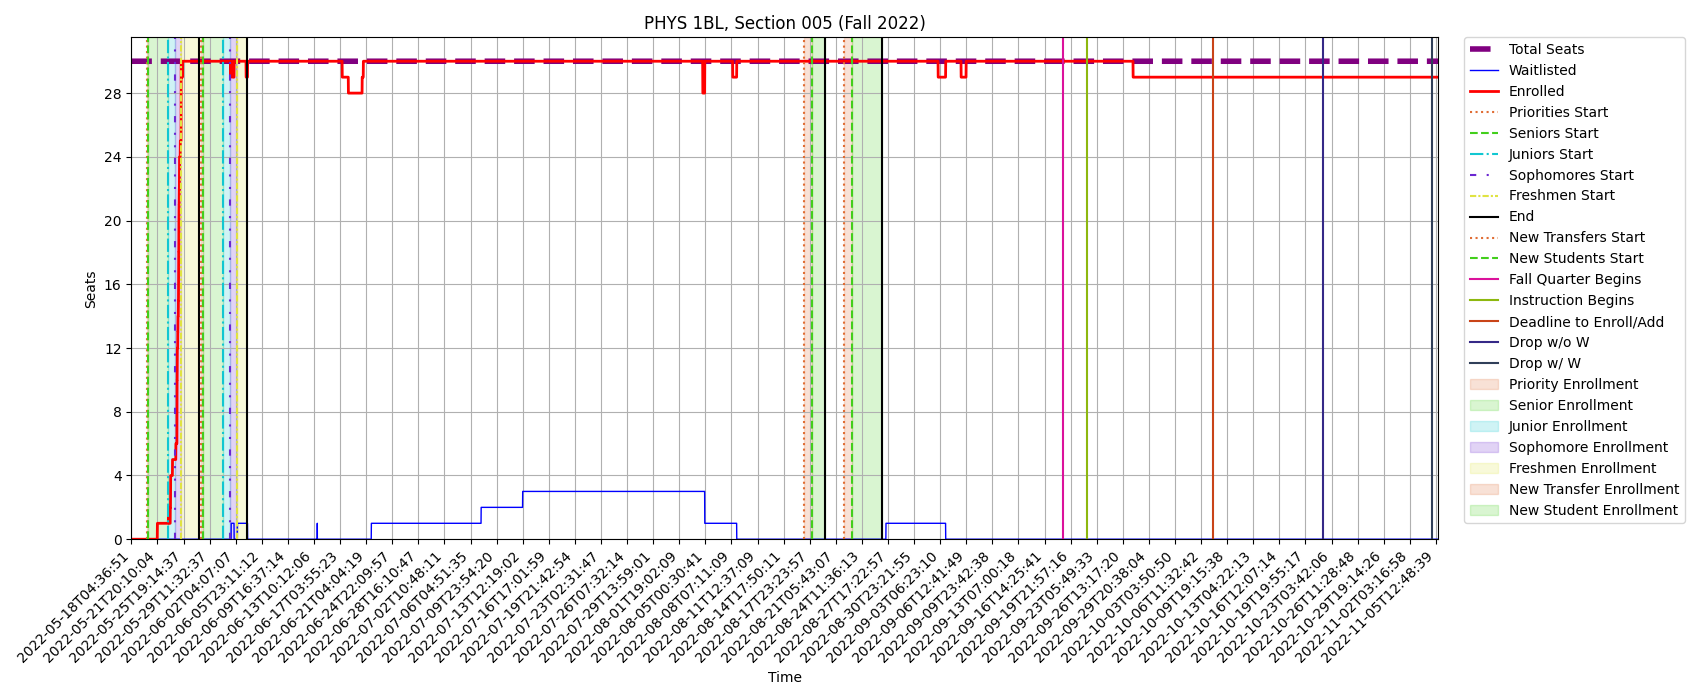 PHYS 1BL, Section 005 (Fall 2022)
Seats
28
24
20
16
12
8
4
0
2022-05-18T04:36:51
2022-05-21T20:10:04
2022-05-25T19:14:37
2022-05-29T11:32:37
2022-06-02T04:07:07
2022-06-05T23:11:12
2022-06-09T16:37:14
2022-06-13T10:12:06
2022-06-17T03:55:23
2022-06-21T04:04:19
2022-06-24T22:09:57
2022-06-28T16:10:47
2022-07-02T10:48:11
2022-07-06T04:51:35
2022-07-09T23:54:20
2022-07-13T12:19:02
2022-07-16T17:01:59
2022-07-19T21:42:54
2022-07-23T02:31:47
2022-07-26T07:32:14
2022-07-29T13:59:01
2022-08-01T19:02:09
2022-08-05T00:30:41
2022-08-08T07:11:09
2022-08-11T12:37:09
2022-08-14T17:50:11
2022-08-17T23:23:57
2022-08-21T05:43:07
2022-08-24T11:36:13
2022-08-27T17:22:57
2022-08-30T23:21:55
2022-09-03T06:23:10
2022-09-06T12:41:49
2022-09-09T23:42:38
2022-09-13T07:00:18
2022-09-16T14:25:41
2022-09-19T21:57:16
2022-09-23T05:49:33
2022-09-26T13:17:20
2022-09-29T20:38:04
2022-10-03T03:50:50
2022-10-06T11:32:42
2022-10-09T19:15:38
2022-10-13T04:22:13
2022-10-16T12:07:14
2022-10-19T19:55:17
2022-10-23T03:42:06
2022-10-26T11:28:48
2022-10-29T19:14:26
2022-11-02T03:16:58
2022-11-05T12:48:39
Time
Total Seats
Waitlisted
Enrolled
Priorities Start
Seniors Start
Juniors Start
Sophomores Start
Freshmen Start
End
New Transfers Start
New Students Start
Fall Quarter Begins
Instruction Begins
Deadline to Enroll/Add
Drop w/o W
Drop w/ W
Priority Enrollment
Senior Enrollment
Junior Enrollment
Sophomore Enrollment
Freshmen Enrollment
New Transfer Enrollment
New Student Enrollment